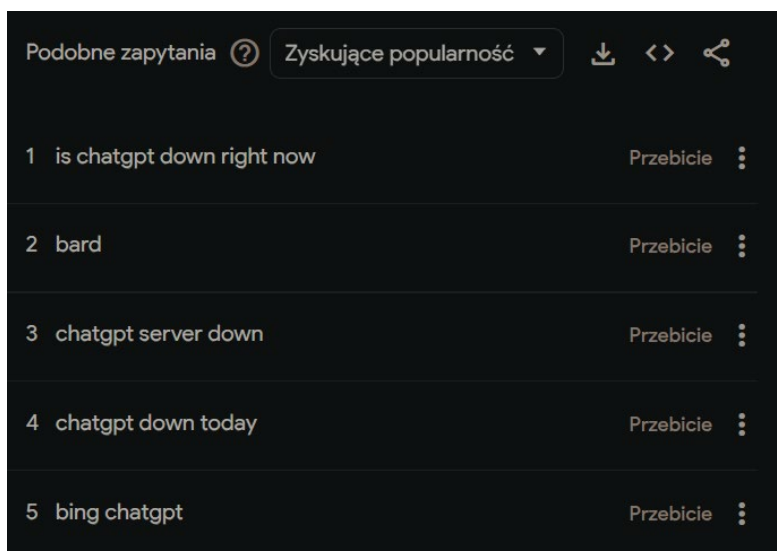 Podobne zapytania ? Zyskujące popularność
1 is chatgpt down right now Przebicie
2 bard Przebicie
3 chatgpt server down Przebicie
4 chatgpt down today Przebicie
5 bing chatgpt Przebicie